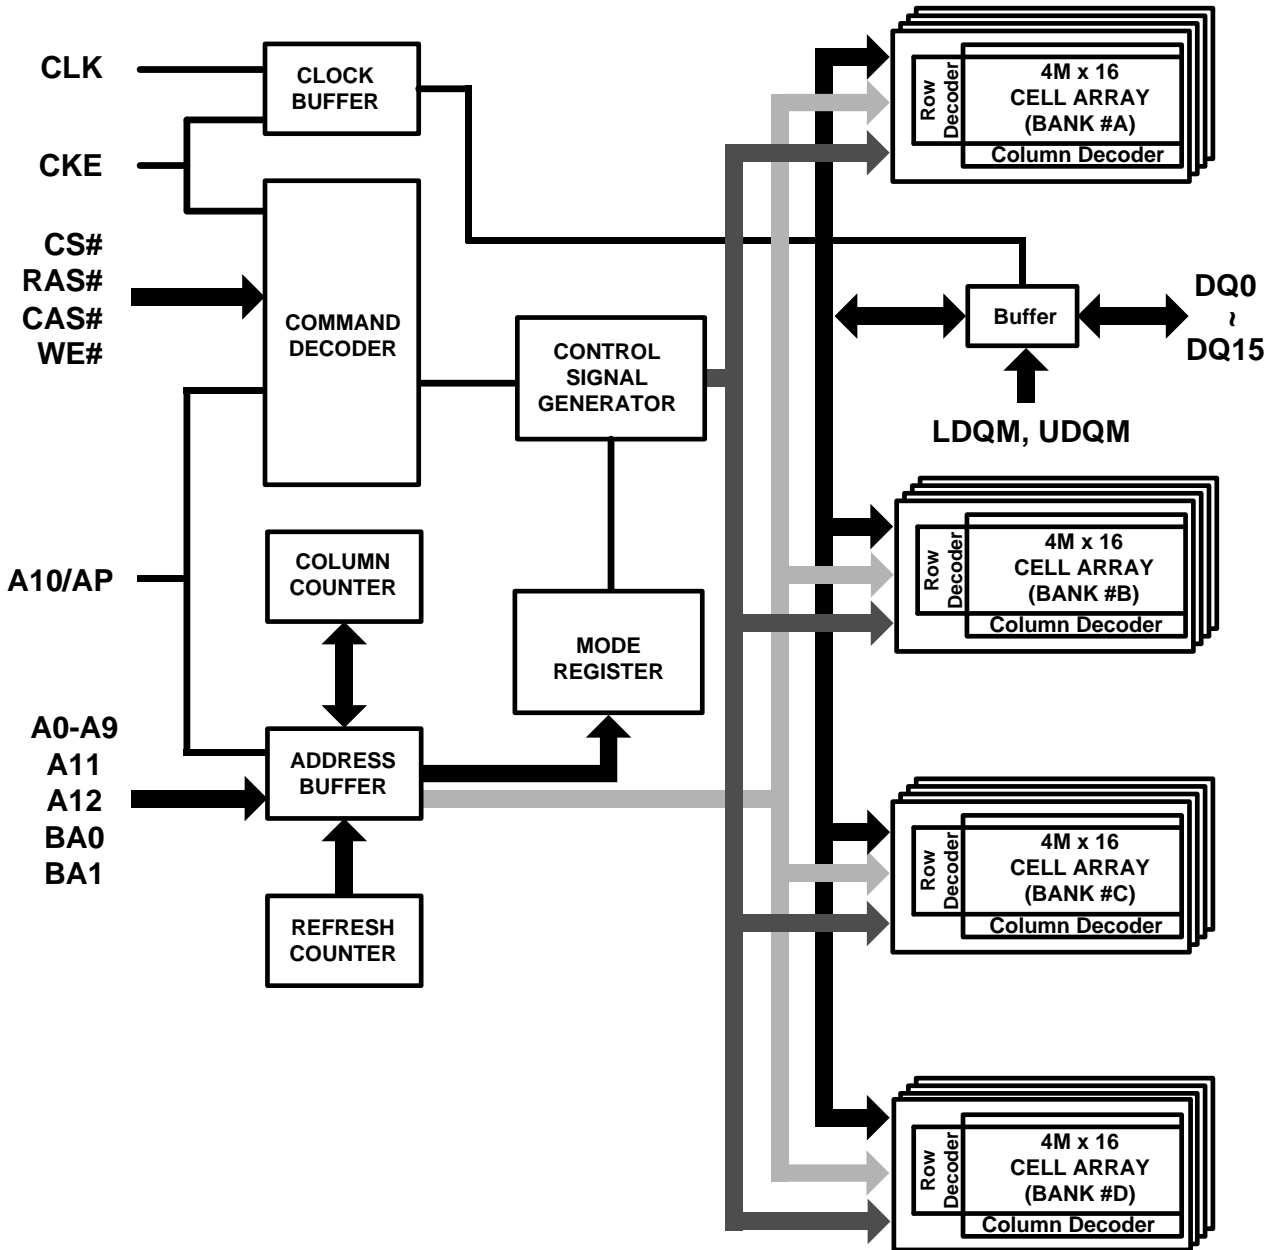 CLK
CKE
CS#
RAS#
CAS#
WE#
A10/AP
A0-A9
A11
A12
BA0
BA1
CLOCK
BUFFER
COMMAND
DECODER
COLUMN
COUNTER
ADDRESS
BUFFER
REFRESH
COUNTER
CONTROL
SIGNAL
GENERATOR
MODE
REGISTER
Row
Decoder
4M x 16
CELL ARRAY
(BANK #A)
Column Decoder
Buffer
DQ0
~
DQ15
LDQM, UDQM
Row
Decoder
4M x 16
CELL ARRAY
(BANK #B)
Column Decoder
Row
Decoder
4M x 16
CELL ARRAY
(BANK #C)
Column Decoder
Row
Decoder
4M x 16
CELL ARRAY
(BANK #D)
Column Decoder